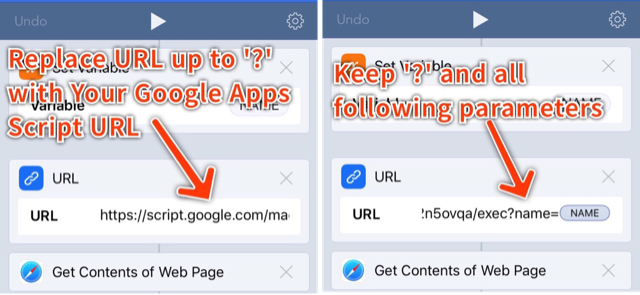 Undo
Set Variable
Variable NAME
Replace URL up to '?'
with Your Google Apps
Script URL
URL
URL https://script.google.com/ma
Get Contents of Web Page
Undo
Set Variable
NAME
Keep '?' and all
following parameters
URL
URL 2n5ovqa/exec?name= NAME
Get Contents of Web Page